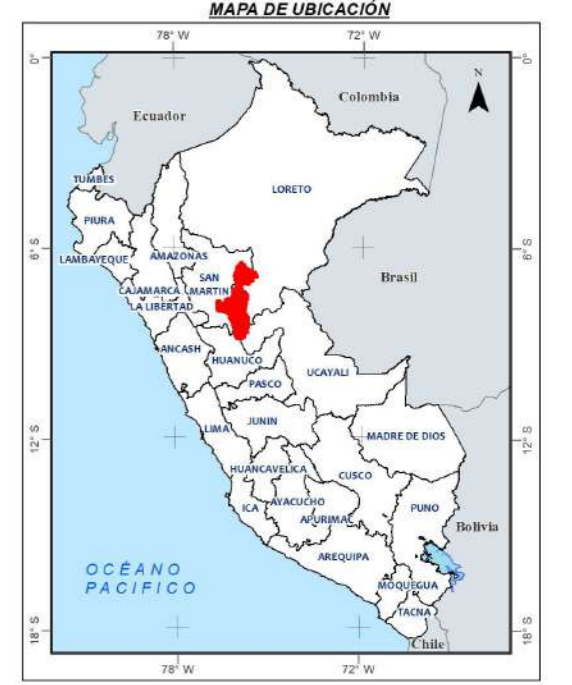 MAPA DE UBICACIÓN
78° W
72° W
0°
0°
N
Colombia
Ecuador
TUMBES
LORETO
PIURA
6° S
6° S
LAMBAYEQUE
AMAZONAS
SAN
MARTIN
Brasil
CAJAMARCA
LA LIBERTAD
ANCASH
HUANUCO
UCAYALI
PASCO
LIMA
JUNIN
MADRE DE DIOS
12° S
12° S
HUANCAVELICA
CUSCO
ICA
AYACUCHO
PUNO
APURIMAC
Bolivia
AREQUIPA
OCÉANO
PACIFICO
MOQUEGUA
TACNA
18° S
18° S
Chile
78° W
72° W